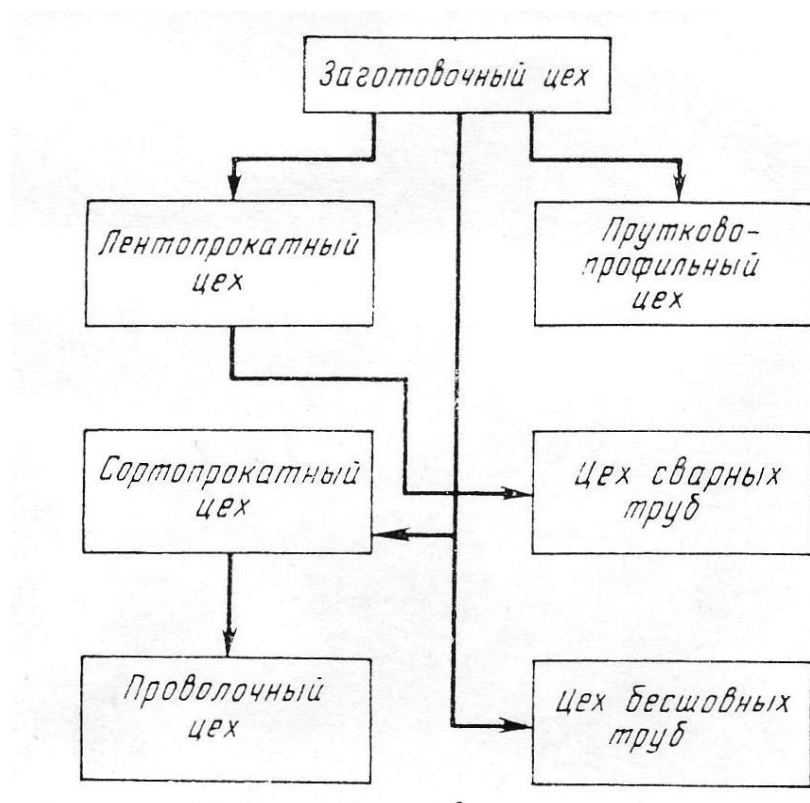 Заготовочный цех
Лентопрокатный
цех
Прутково-
профильный
цех
Сортопрокатный
цех
Цех сварных
труб
Проволочный
цех
Цех бесшовных
труб